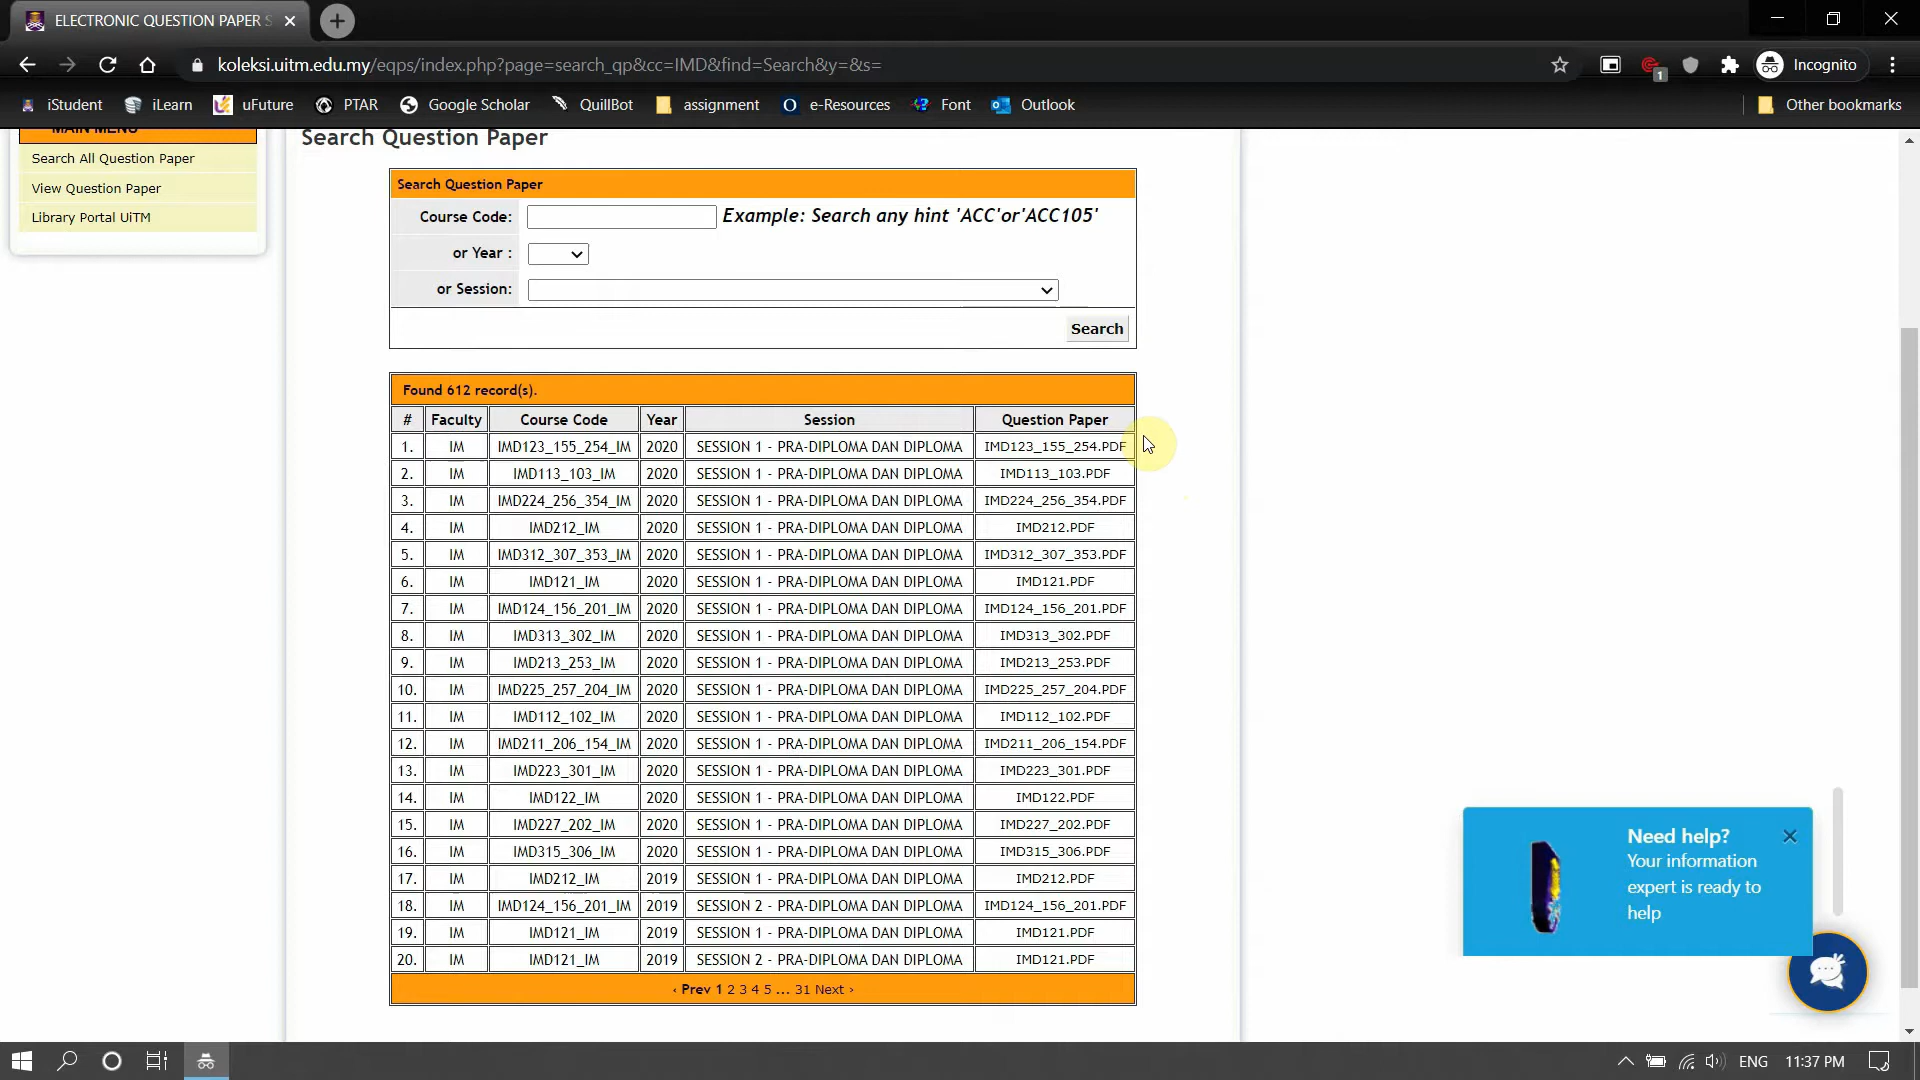 ELECTRONIC QUESTION PAPER S
koleksi.uitm.edu.my/eqps/index.php?page=search_qp&cc=IMD&find=Search&y=&s=
1
Incognito
iStudent iLearn uFuture PTAR Google Scholar QuillBot assignment e-Resources Font Outlook Other bookmarks
MAIN MENU
Search All Question Paper
View Question Paper
Library Portal UiTM
Search Question Paper
Search Question Paper
Course Code: Example: Search any hint 'ACC'or'ACC105'
or Year :
or Session:
Search
Found 612 record(s).
# Faculty Course Code Year Session Question Paper
1. IM IMD123_155_254_IM 2020 SESSION 1 - PRA-DIPLOMA DAN DIPLOMA IMD123_155_254.PDF
2. IM IMD113_103_IM 2020 SESSION 1 - PRA-DIPLOMA DAN DIPLOMA IMD113_103.PDF
3. IM IMD224_256_354_IM 2020 SESSION 1 - PRA-DIPLOMA DAN DIPLOMA IMD224_256_354.PDF
4. IM IMD212_IM 2020 SESSION 1 - PRA-DIPLOMA DAN DIPLOMA IMD212.PDF
5. IM IMD312_307_353_IM 2020 SESSION 1 - PRA-DIPLOMA DAN DIPLOMA IMD312_307_353.PDF
6. IM IMD121_IM 2020 SESSION 1 - PRA-DIPLOMA DAN DIPLOMA IMD121.PDF
7. IM IMD124_156_201_IM 2020 SESSION 1 - PRA-DIPLOMA DAN DIPLOMA IMD124_156_201.PDF
8. IM IMD313_302_IM 2020 SESSION 1 - PRA-DIPLOMA DAN DIPLOMA IMD313_302.PDF
9. IM IMD213_253_IM 2020 SESSION 1 - PRA-DIPLOMA DAN DIPLOMA IMD213_253.PDF
10. IM IMD225_257_204_IM 2020 SESSION 1 - PRA-DIPLOMA DAN DIPLOMA IMD225_257_204.PDF
11. IM IMD112_102_IM 2020 SESSION 1 - PRA-DIPLOMA DAN DIPLOMA IMD112_102.PDF
12. IM IMD211_206_154_IM 2020 SESSION 1 - PRA-DIPLOMA DAN DIPLOMA IMD211_206_154.PDF
13. IM IMD223_301_IM 2020 SESSION 1 - PRA-DIPLOMA DAN DIPLOMA IMD223_301.PDF
14. IM IMD122_IM 2020 SESSION 1 - PRA-DIPLOMA DAN DIPLOMA IMD122.PDF
15. IM IMD227_202_IM 2020 SESSION 1 - PRA-DIPLOMA DAN DIPLOMA IMD227_202.PDF
16. IM IMD315_306_IM 2020 SESSION 1 - PRA-DIPLOMA DAN DIPLOMA IMD315_306.PDF
17. IM IMD212_IM 2019 SESSION 1 - PRA-DIPLOMA DAN DIPLOMA IMD212.PDF
18. IM IMD124_156_201_IM 2019 SESSION 2 - PRA-DIPLOMA DAN DIPLOMA IMD124_156_201.PDF
19. IM IMD121_IM 2019 SESSION 1 - PRA-DIPLOMA DAN DIPLOMA IMD121.PDF
20. IM IMD121_IM 2019 SESSION 2 - PRA-DIPLOMA DAN DIPLOMA IMD121.PDF
‹ Prev 1 2 3 4 5 ... 31 Next ›
Need help?
Your information
expert is ready to
help
ENG 11:37 PM